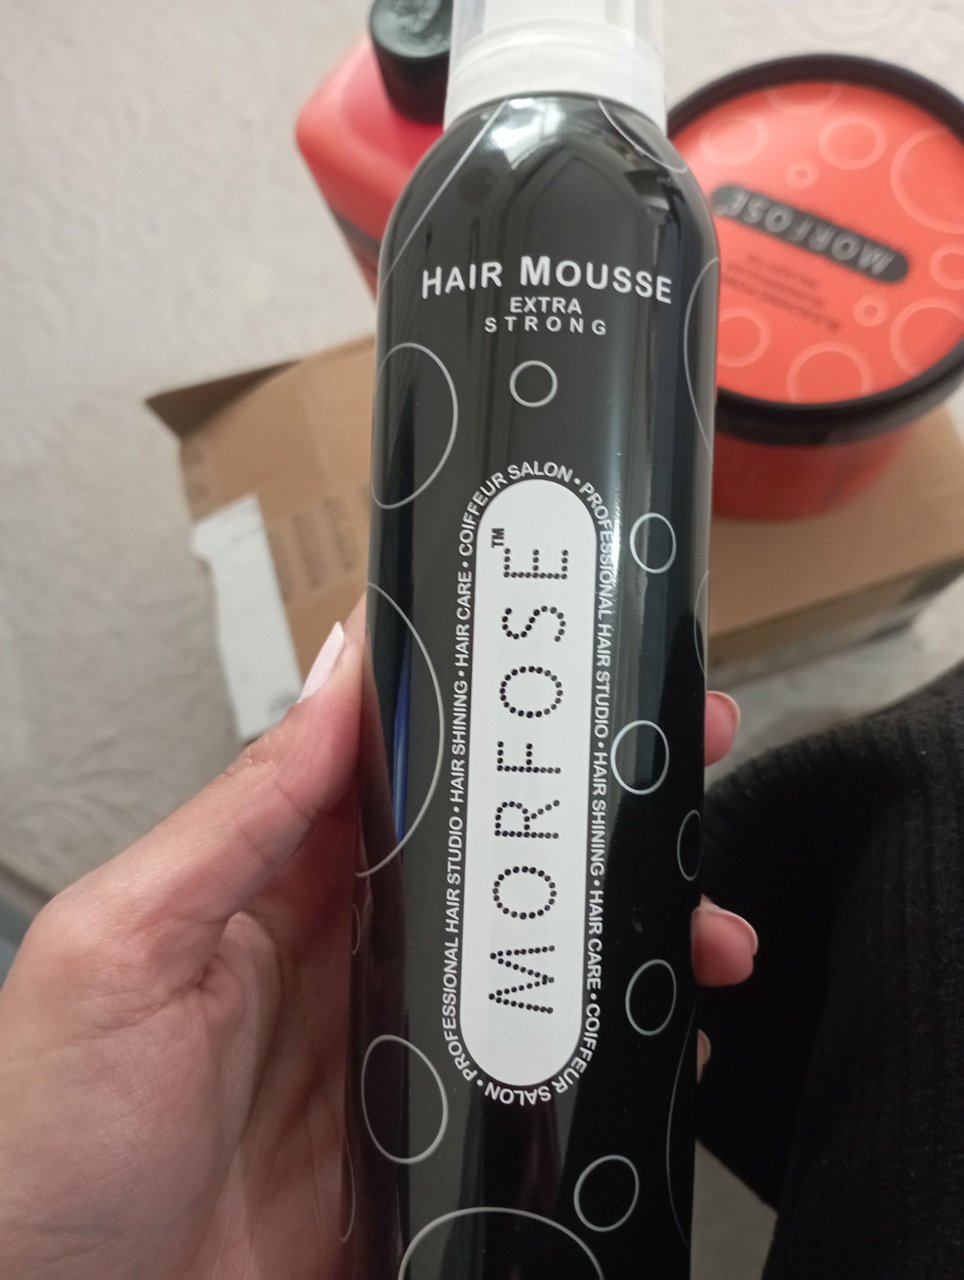 HAIR MOUSSE
EXTRA
STRONG
COIFFEUR SALON • PROFESSIONAL HAIR STUDIO • HAIR SHINING • HAIR CARE • COIFFEUR SALON • PROFESSIONAL HAIR STUDIO • HAIR SHINING • HAIR CARE •
MORFOSE™
MORFOSE